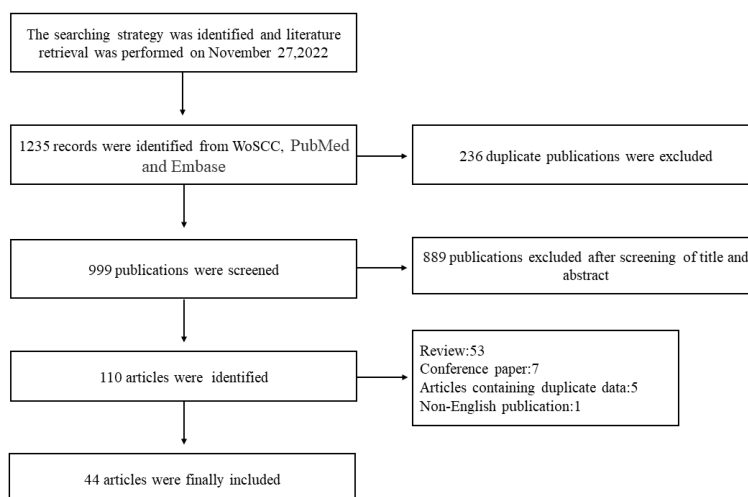 The searching strategy was identified and literature
retrieval was performed on November 27,2022
1235 records were identified from WoSCC, PubMed
and Embase
236 duplicate publications were excluded
999 publications were screened
889 publications excluded after screening of title and
abstract
110 articles were identified
Review:53
Conference paper:7
Articles containing duplicate data:5
Non-English publication:1
44 articles were finally included